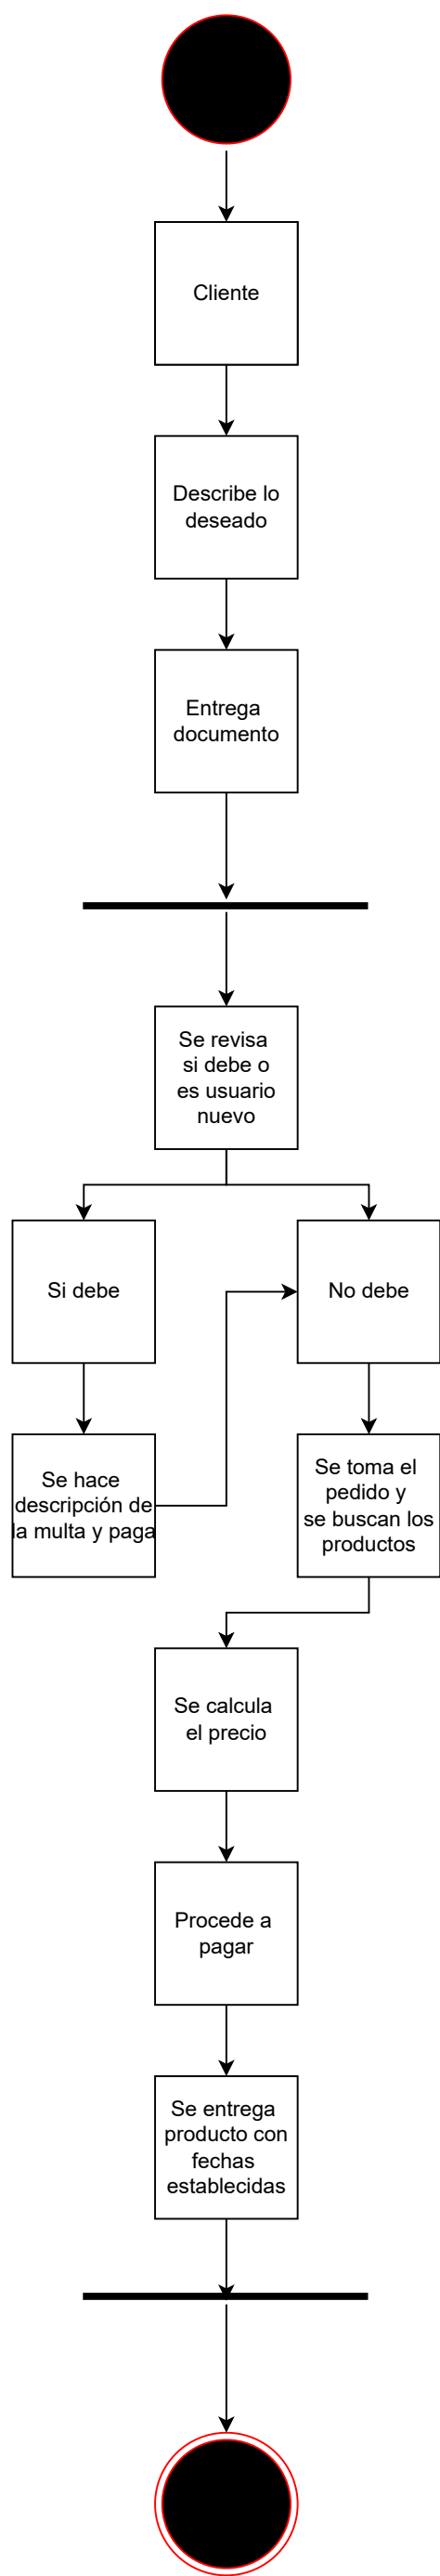 Cliente
Describe lo
deseado
Entrega
documento
Se revisa
si debe o
es usuario
nuevo
Si debe
No debe
Se hace
descripción de
la multa y paga
Se toma el
pedido y
se buscan los
productos
Se calcula
el precio
Procede a
pagar
Se entrega
producto con
fechas
establecidas